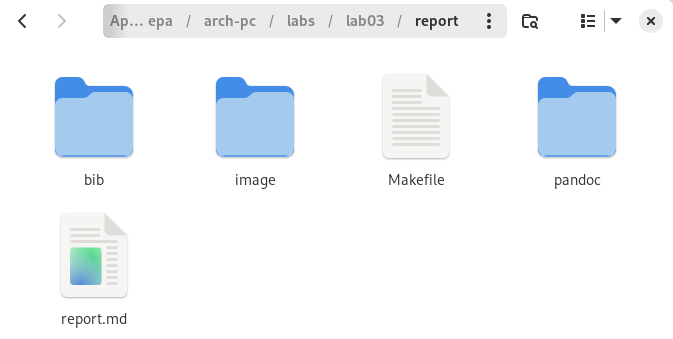 Ap… epa / arch-pc / labs / lab03 / report
bib
image
Makefile
pandoc
report.md